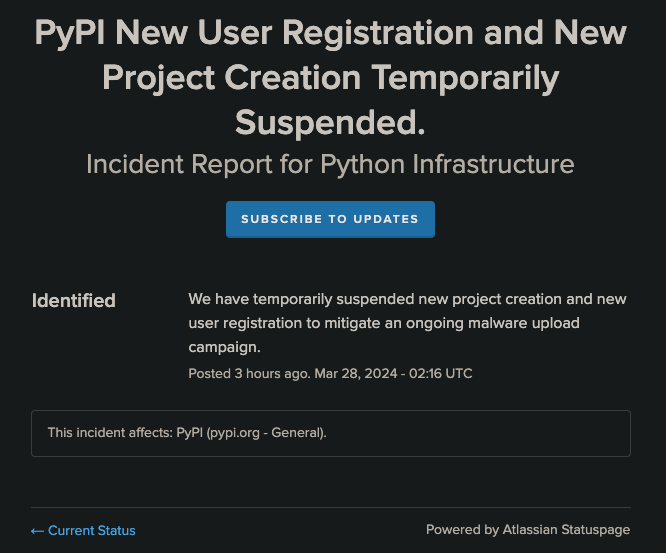 PyPI New User Registration and New
Project Creation Temporarily
Suspended.
Incident Report for Python Infrastructure
SUBSCRIBE TO UPDATES
Identified
We have temporarily suspended new project creation and new
user registration to mitigate an ongoing malware upload
campaign.
Posted 3 hours ago. Mar 28, 2024 - 02:16 UTC
This incident affects: PyPI (pypi.org - General).
← Current Status
Powered by Atlassian Statuspage